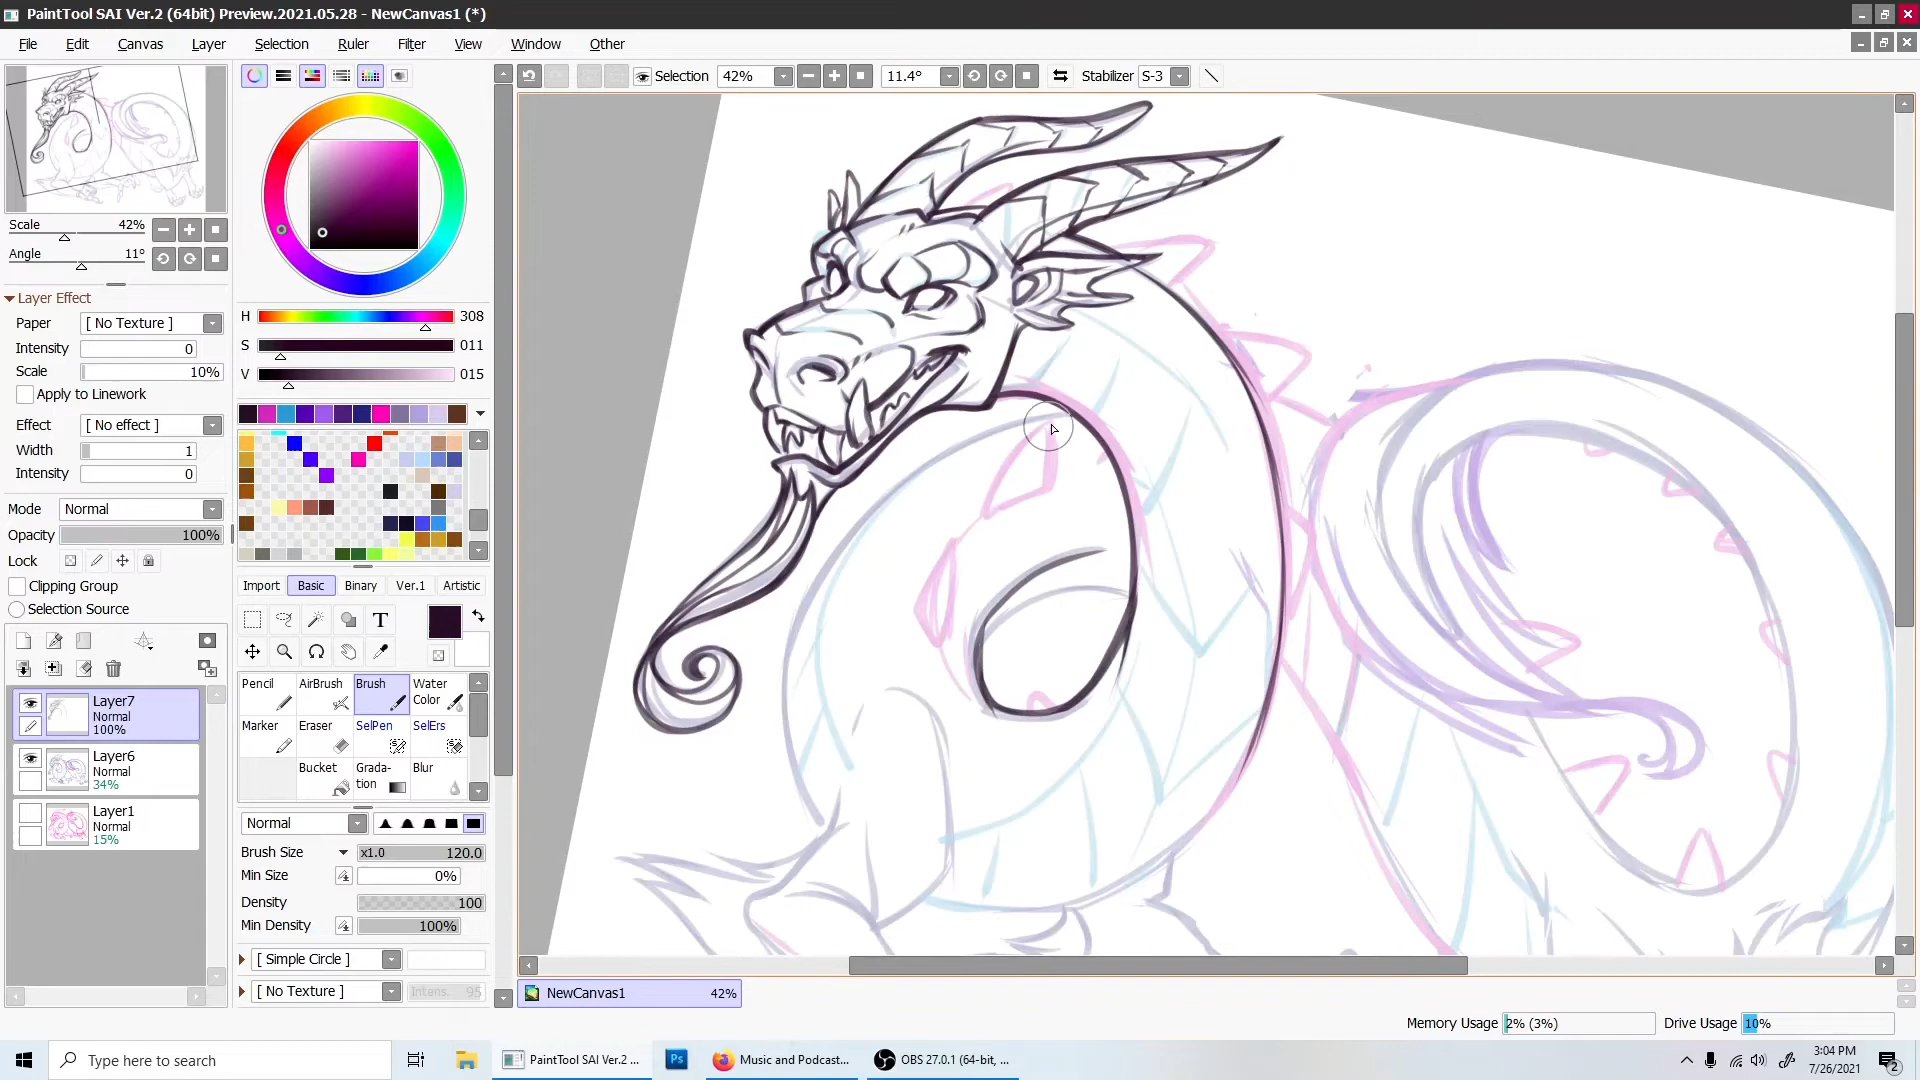 PaintTool SAI Ver.2 (64bit) Preview.2021.05.28 - NewCanvas1 (*)
File Edit Canvas Layer Selection Ruler Filter View Window Other
Selection 42% 11.4° Stabilizer S-3
Scale 42%
Angle 11°
Layer Effect
Paper [ No Texture ]
Intensity 0
Scale 10%
Apply to Linework
Effect [ No effect ]
Width 1
Intensity 0
Mode Normal
Opacity 100%
Lock
Clipping Group
Selection Source
Layer7
Normal
100%
Layer6
Normal
34%
Layer1
Normal
15%
H 308
S 011
V 015
Import Basic Binary Ver.1 Artistic
T
Pencil AirBrush Brush Water Color
Marker Eraser SelPen SelErs
Bucket Grada-tion Blur
Normal
Brush Size x1.0 120.0
Min Size 0%
Density 100
Min Density 100%
[ Simple Circle ]
[ No Texture ] Intens. 95
NewCanvas1 42%
Memory Usage 2% (3%) Drive Usage 10%
Type here to search
PaintTool SAI Ver.2 ...
Ps
Music and Podcast...
OBS 27.0.1 (64-bit, ...
3:04 PM
7/26/2021
2